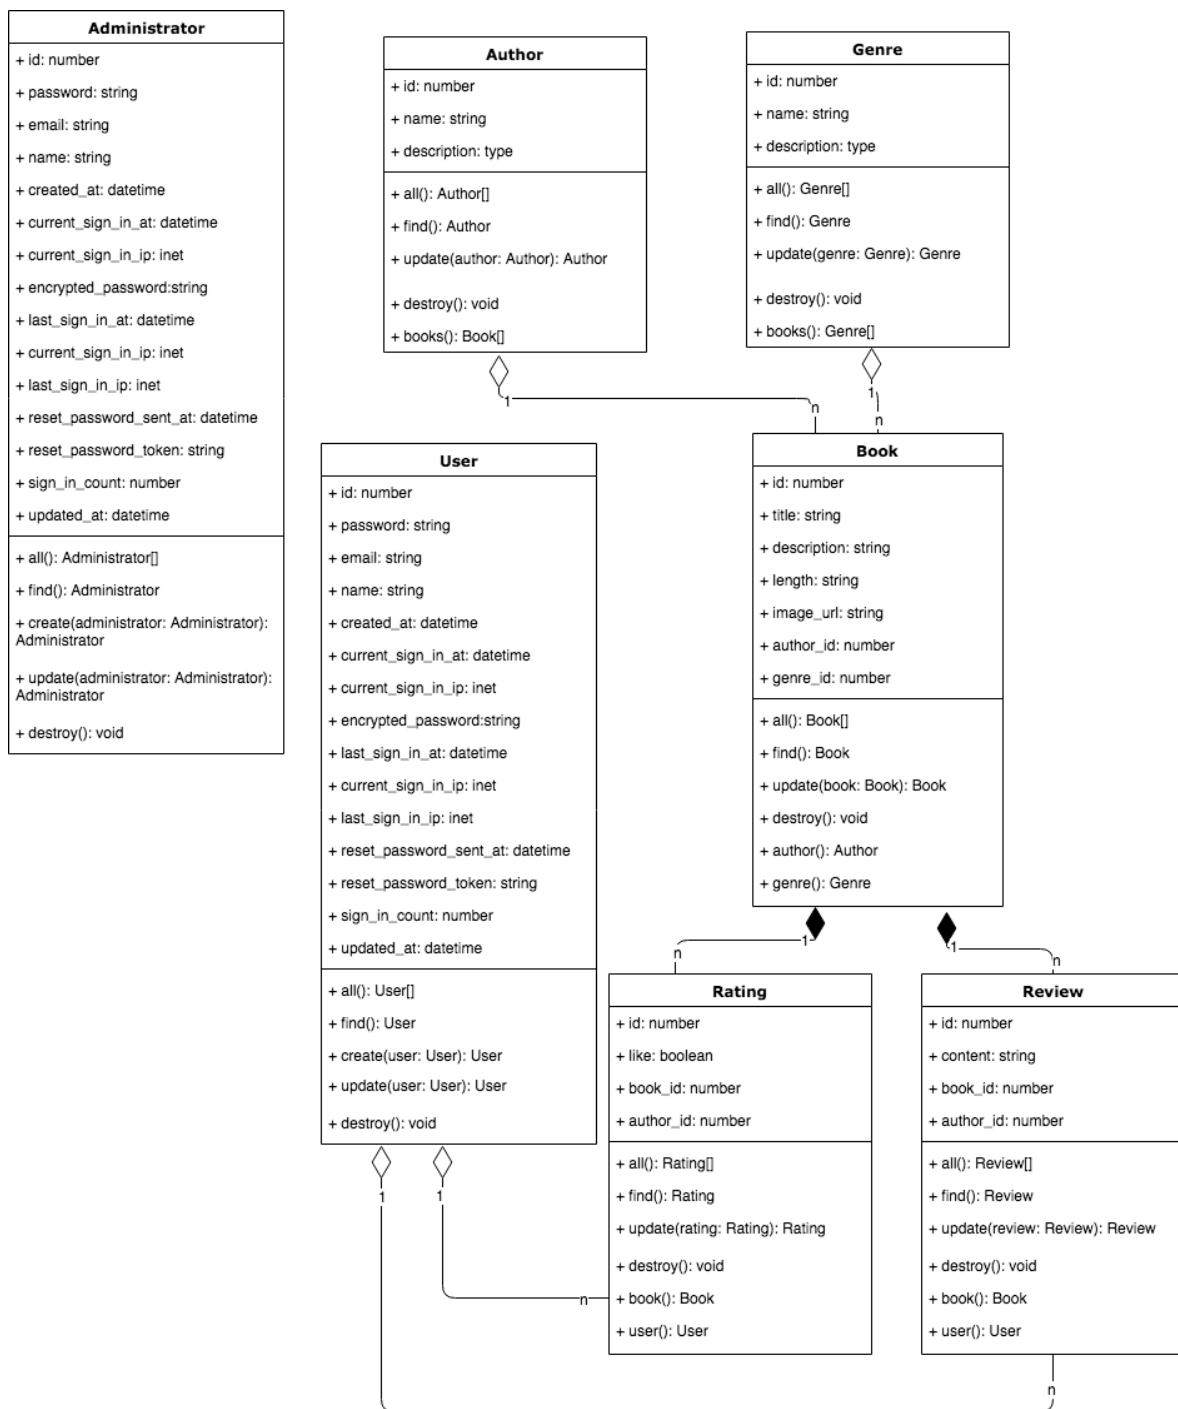 Administrator
+ id: number
+ password: string
+ email: string
+ name: string
+ created_at: datetime
+ current_sign_in_at: datetime
+ current_sign_in_ip: inet
+ encrypted_password:string
+ last_sign_in_at: datetime
+ current_sign_in_ip: inet
+ last_sign_in_ip: inet
+ reset_password_sent_at: datetime
+ reset_password_token: string
+ sign_in_count: number
+ updated_at: datetime
+ all(): Administrator[]
+ find(): Administrator
+ create(administrator: Administrator):
Administrator
+ update(administrator: Administrator):
Administrator
+ destroy(): void
Author
+ id: number
+ name: string
+ description: type
+ all(): Author[]
+ find(): Author
+ update(author: Author): Author
+ destroy(): void
+ books(): Book[]
1
n
Genre
+ id: number
+ name: string
+ description: type
+ all(): Genre[]
+ find(): Genre
+ update(genre: Genre): Genre
+ destroy(): void
+ books(): Genre[]
1
n
User
+ id: number
+ password: string
+ email: string
+ name: string
+ created_at: datetime
+ current_sign_in_at: datetime
+ current_sign_in_ip: inet
+ encrypted_password:string
+ last_sign_in_at: datetime
+ current_sign_in_ip: inet
+ last_sign_in_ip: inet
+ reset_password_sent_at: datetime
+ reset_password_token: string
+ sign_in_count: number
+ updated_at: datetime
+ all(): User[]
+ find(): User
+ create(user: User): User
+ update(user: User): User
+ destroy(): void
1
1
n
n
Book
+ id: number
+ title: string
+ description: string
+ length: string
+ image_url: string
+ author_id: number
+ genre_id: number
+ all(): Book[]
+ find(): Book
+ update(book: Book): Book
+ destroy(): void
+ author(): Author
+ genre(): Genre
1
n
1
n
Rating
+ id: number
+ like: boolean
+ book_id: number
+ author_id: number
+ all(): Rating[]
+ find(): Rating
+ update(rating: Rating): Rating
+ destroy(): void
+ book(): Book
+ user(): User
Review
+ id: number
+ content: string
+ book_id: number
+ author_id: number
+ all(): Review[]
+ find(): Review
+ update(review: Review): Review
+ destroy(): void
+ book(): Book
+ user(): User